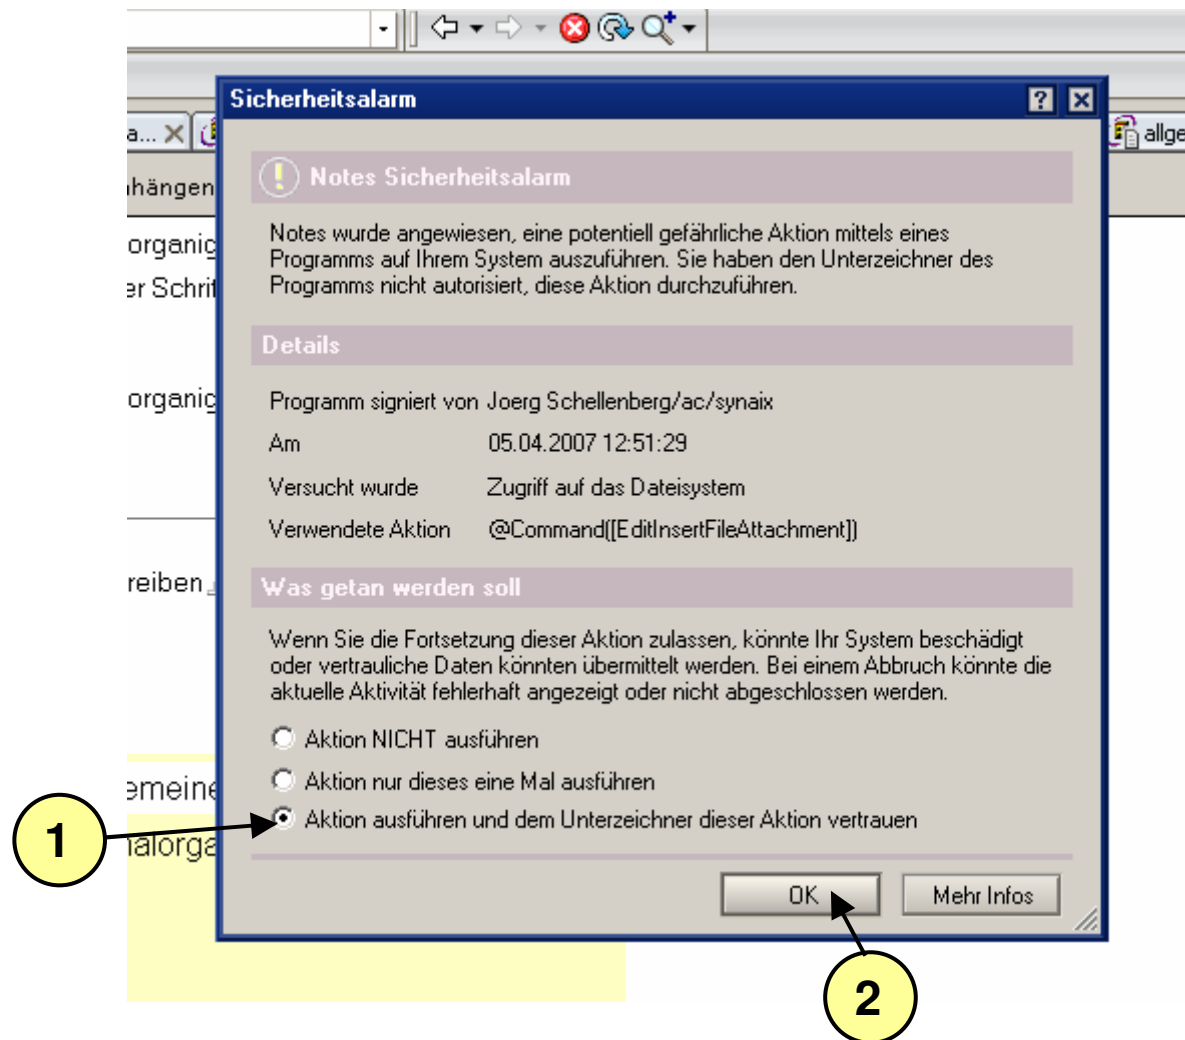 Sicherheitsalarm
a...
allge
hängen
Notes Sicherheitsalarm
organig
er Schrif
Notes wurde angewiesen, eine potentiell gefährliche Aktion mittels eines
Programms auf Ihrem System auszuführen. Sie haben den Unterzeichner des
Programms nicht autorisiert, diese Aktion durchzuführen.
Details
organig
Programm signiert von Joerg Schellenberg/ac/synaix
Am 05.04.2007 12:51:29
Versucht wurde Zugriff auf das Dateisystem
Verwendete Aktion @Command([EditInsertFileAttachment])
reiben
Was getan werden soll
Wenn Sie die Fortsetzung dieser Aktion zulassen, könnte Ihr System beschädigt
oder vertrauliche Daten könnten übermittelt werden. Bei einem Abbruch könnte die
aktuelle Aktivität fehlerhaft angezeigt oder nicht abgeschlossen werden.
Aktion NICHT ausführen
Aktion nur dieses eine Mal ausführen
emeine
Aktion ausführen und dem Unterzeichner dieser Aktion vertrauen
1
nalorga
OK
Mehr Infos
2